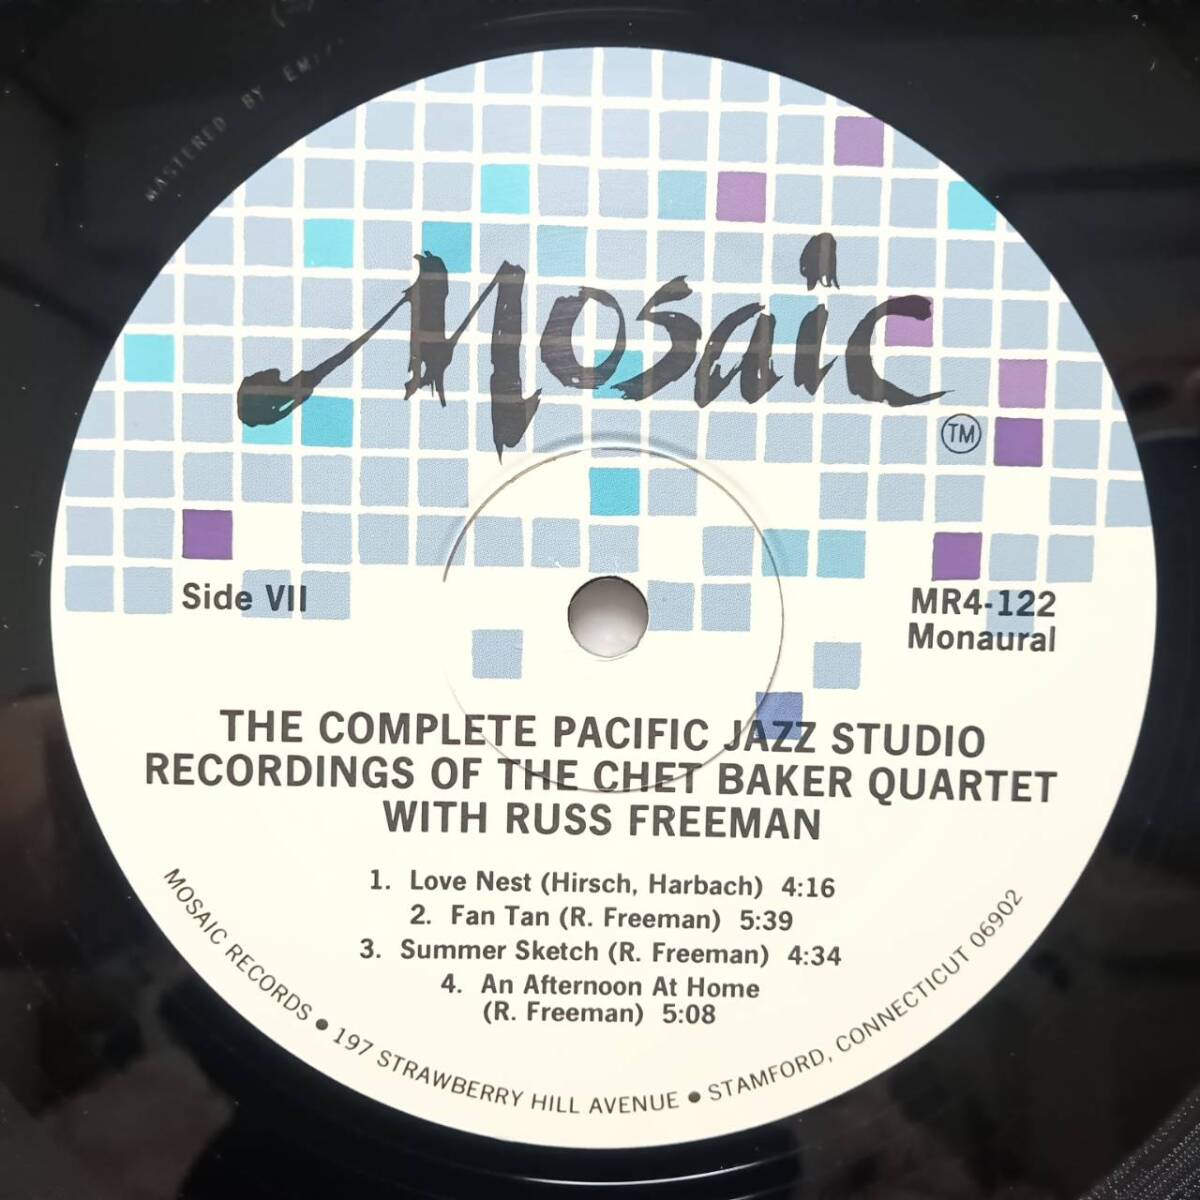 MASTERED BY EMI
Mosaic
TM
Side VII
MR4-122
Monaural
THE COMPLETE PACIFIC JAZZ STUDIO
RECORDINGS OF THE CHET BAKER QUARTET
WITH RUSS FREEMAN
1. Love Nest (Hirsch, Harbach) 4:16
2. Fan Tan (R. Freeman) 5:39
3. Summer Sketch (R. Freeman) 4:34
4. An Afternoon At Home
(R. Freeman) 5:08
MOSAIC RECORDS ● 197 STRAWBERRY HILL AVENUE ● STAMFORD, CONNECTICUT 06902